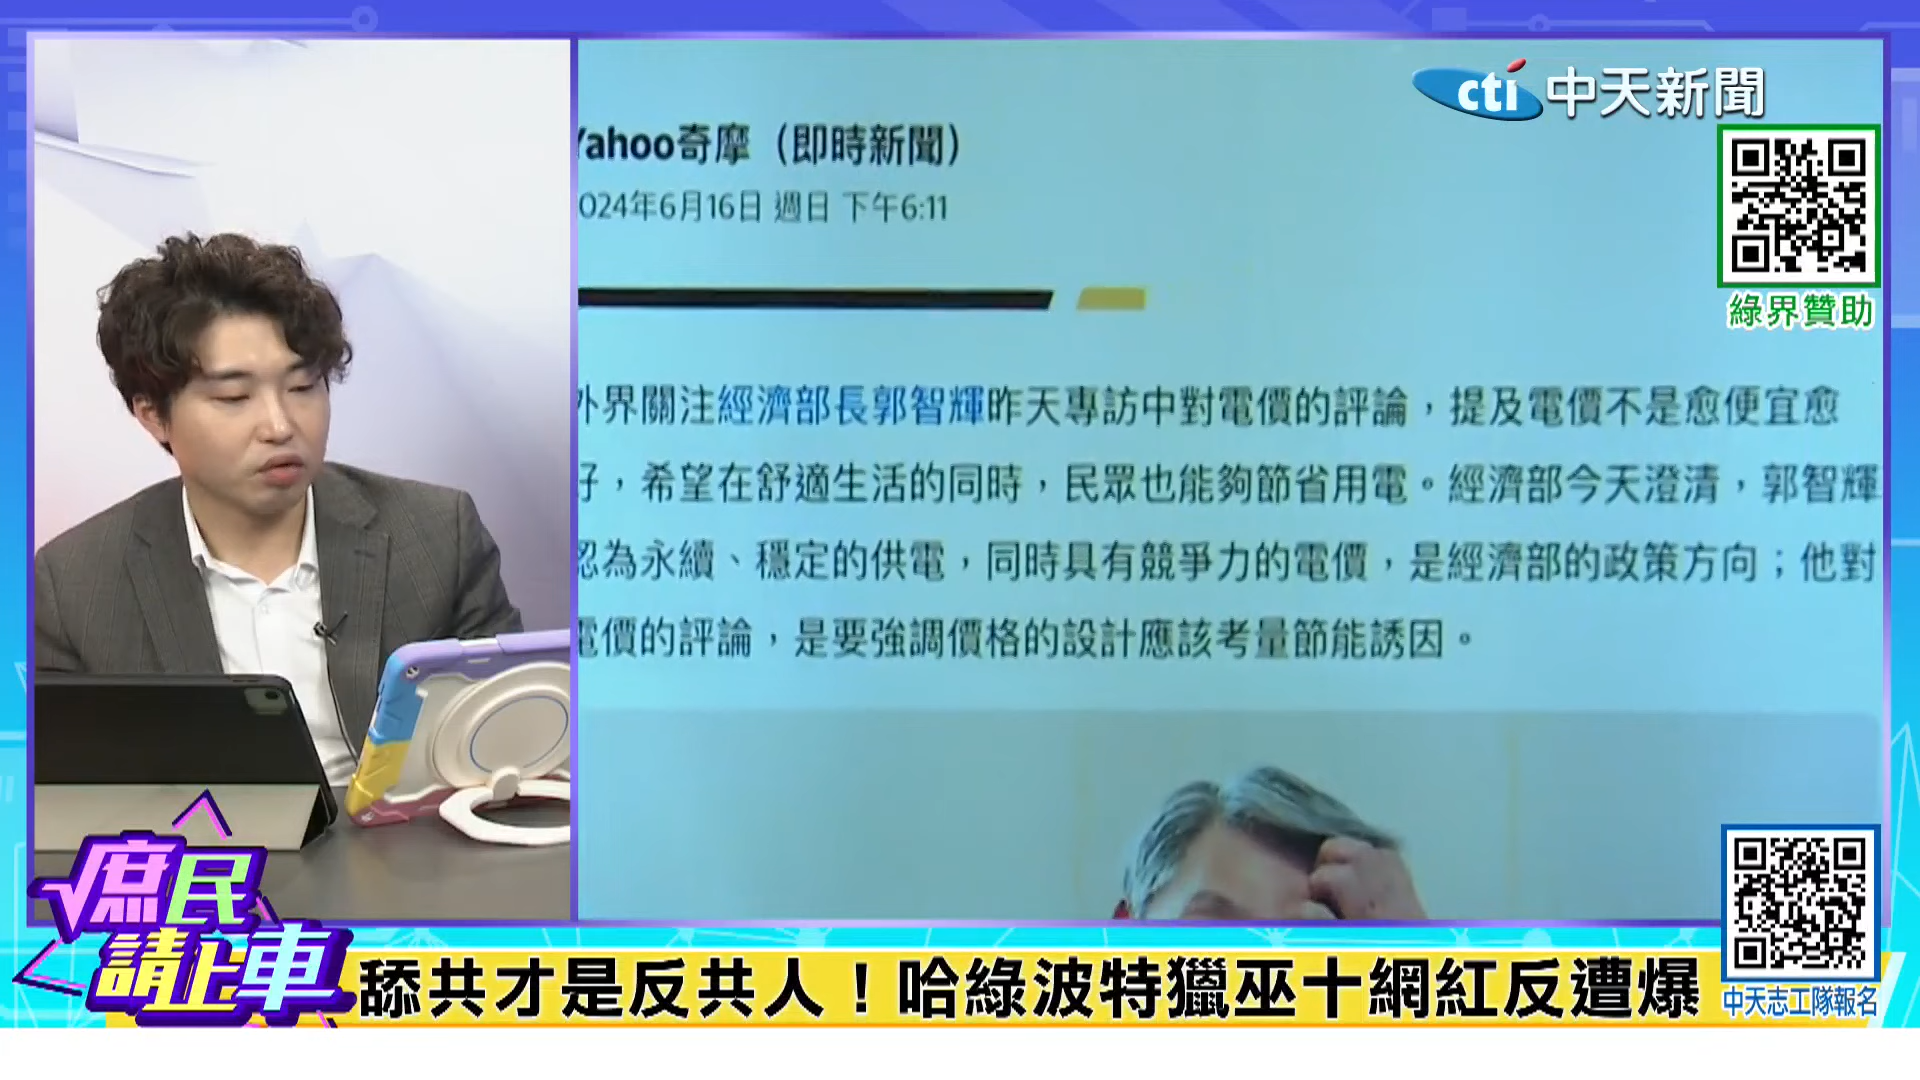 cti 中天新聞
Yahoo奇摩（即時新聞）
024年6月16日 週日 下午6:11
綠界贊助
外界關注經濟部長郭智輝昨天專訪中對電價的評論，提及電價不是愈便宜愈
好，希望在舒適生活的同時，民眾也能夠節省用電。經濟部今天澄清，郭智輝
認為永續、穩定的供電，同時具有競爭力的電價，是經濟部的政策方向；他對
電價的評論，是要強調價格的設計應該考量節能誘因。
庶民
請上車
舔共才是反共人！哈綠波特獵巫十網紅反遭爆
中天志工隊報名